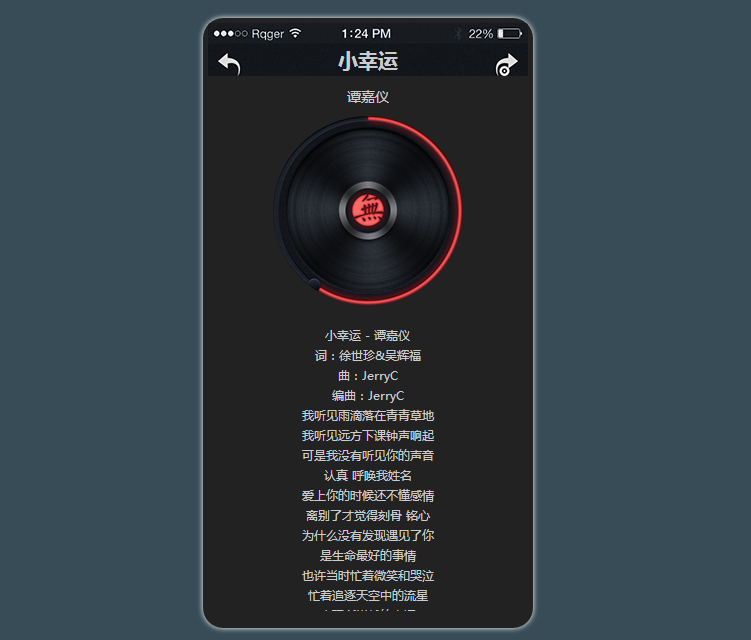 Rqger 1:24 PM 22%
小幸运
谭嘉仪
無
小幸运 - 谭嘉仪
词：徐世珍&吴辉福
曲：JerryC
编曲：JerryC
我听见雨滴落在青青草地
我听见远方下课钟声响起
可是我没有听见你的声音
认真 呼唤我姓名
爱上你的时候还不懂感情
离别了才觉得刻骨 铭心
为什么没有发现遇见了你
是生命最好的事情
也许当时忙着微笑和哭泣
忙着追逐天空中的流星